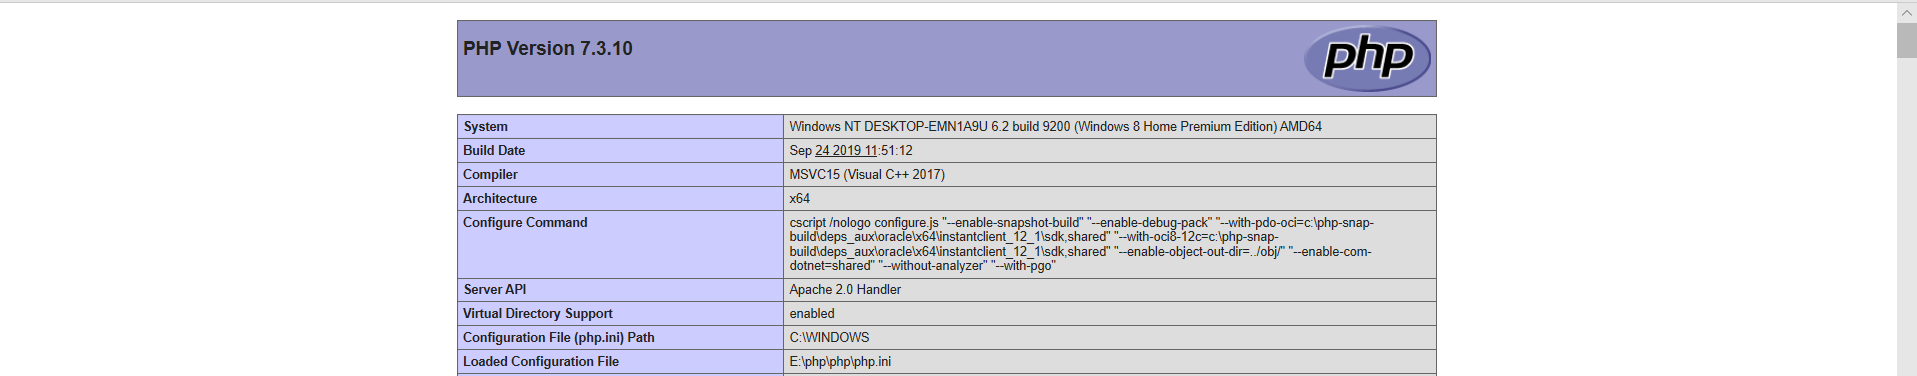 PHP Version 7.3.10
php
System Windows NT DESKTOP-EMN1A9U 6.2 build 9200 (Windows 8 Home Premium Edition) AMD64
Build Date Sep 24 2019 11:51:12
Compiler MSVC15 (Visual C++ 2017)
Architecture x64
Configure Command cscript /nologo configure.js "--enable-snapshot-build" "--enable-debug-pack" "--with-pdo-oci=c:\php-snap-
build\deps_aux\oracle\x64\instantclient_12_1\sdk,shared" "--with-oci8-12c=c:\php-snap-
build\deps_aux\oracle\x64\instantclient_12_1\sdk,shared" "--enable-object-out-dir=../obj/" "--enable-com-
dotnet=shared" "--without-analyzer" "--with-pgo"
Server API Apache 2.0 Handler
Virtual Directory Support enabled
Configuration File (php.ini) Path C:\WINDOWS
Loaded Configuration File E:\php\php\php.ini